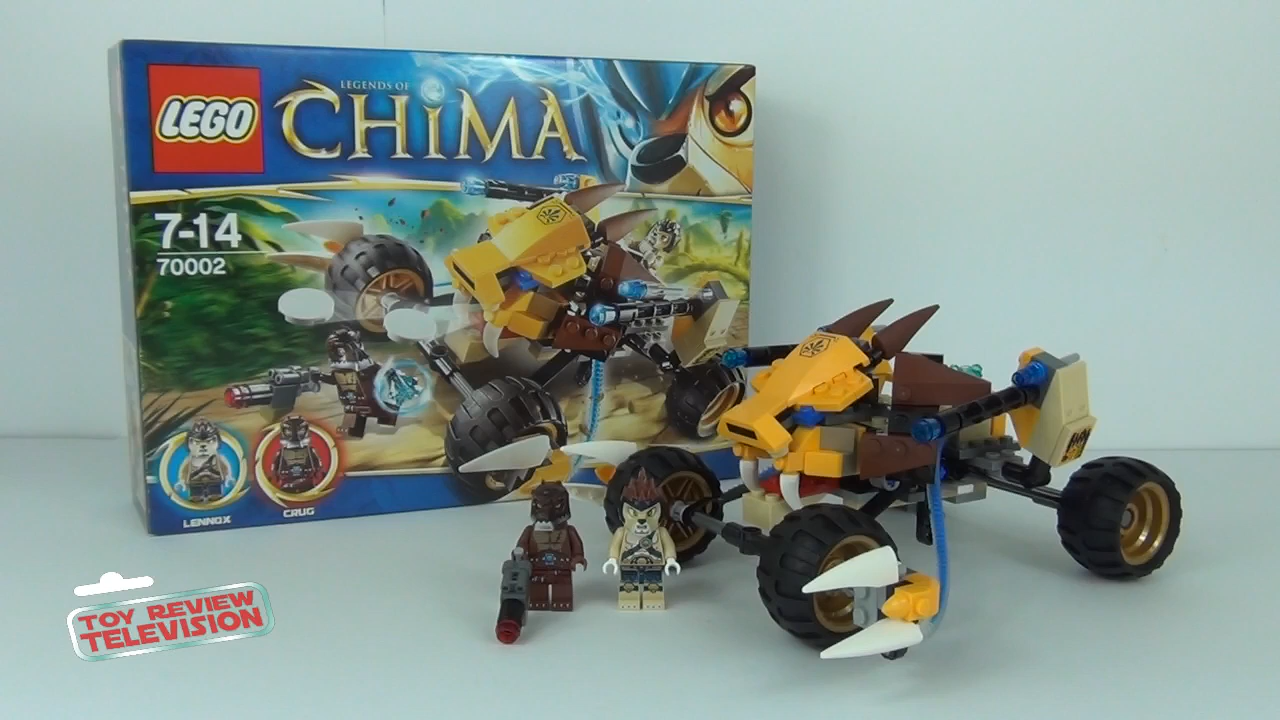 LEGO
LEGENDS OF
CHiMA
7-14
70002
LENNOX
CRUG
TOY REVIEW
TELEVISION